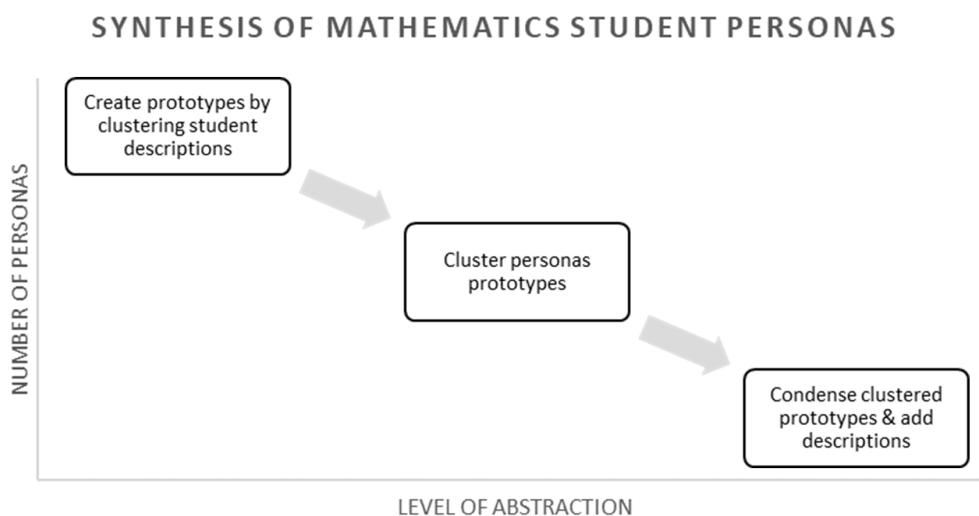 SYNTHESIS OF MATHEMATICS STUDENT PERSONAS
Create prototypes by
clustering student
descriptions
NUMBER OF PERSONAS
Cluster personas
prototypes
Condense clustered
prototypes & add
descriptions
LEVEL OF ABSTRACTION